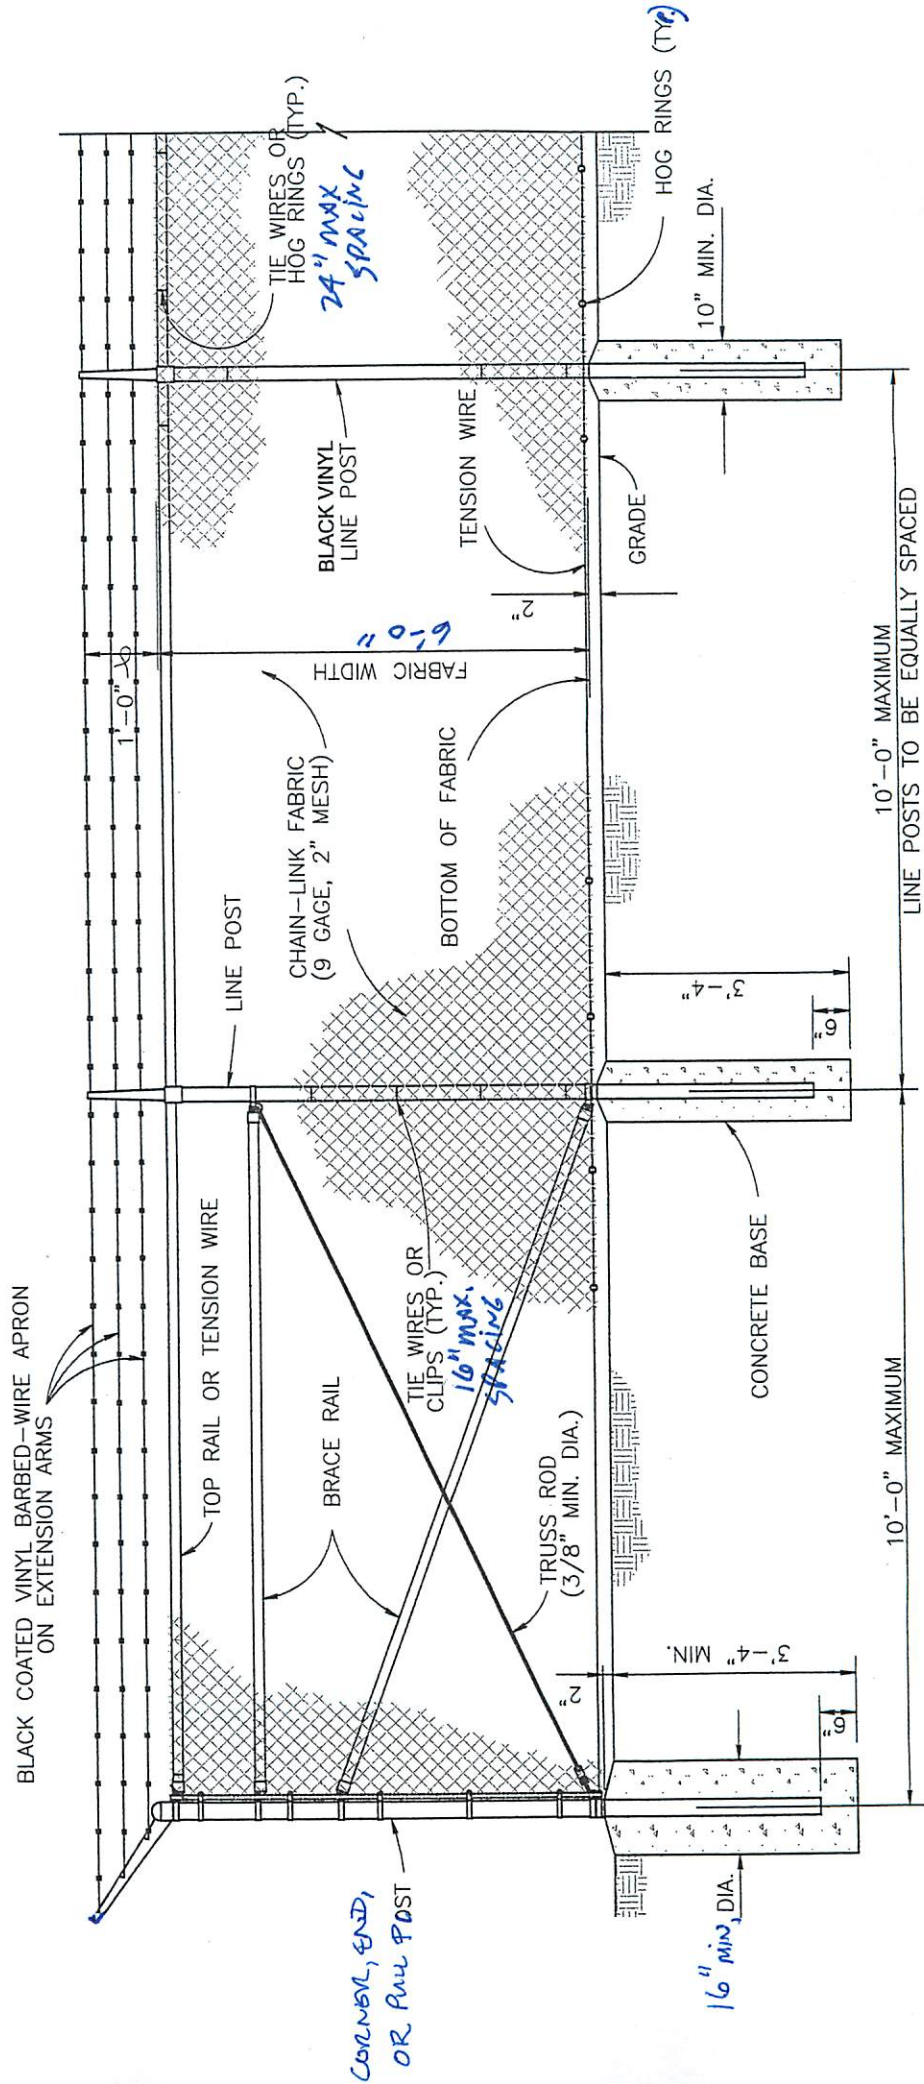 BLACK COATED VINYL BARBED-WIRE APRON
ON EXTENSION ARMS
1'-0"
TOP RAIL OR TENSION WIRE
LINE POST
CHAIN-LINK FABRIC
(9 GAGE, 2" MESH)
FABRIC WIDTH
6'-0"
BLACK VINYL
LINE POST
TIE WIRES OR
HOG RINGS (TYP.)
24" MAX
SPACING
CORNER, END,
OR PULL POST
BRACE RAIL
TIE WIRES OR
CLIPS (TYP.)
16" MAX.
SPACING
TRUSS ROD
(3/8" MIN. DIA.)
BOTTOM OF FABRIC
TENSION WIRE
2"
2"
GRADE
HOG RINGS (TYP.)
16" MIN, DIA.
3'-4" MIN.
6"
CONCRETE BASE
3'-4"
6"
10" MIN. DIA.
10'-0" MAXIMUM
10'-0" MAXIMUM
LINE POSTS TO BE EQUALLY SPACED